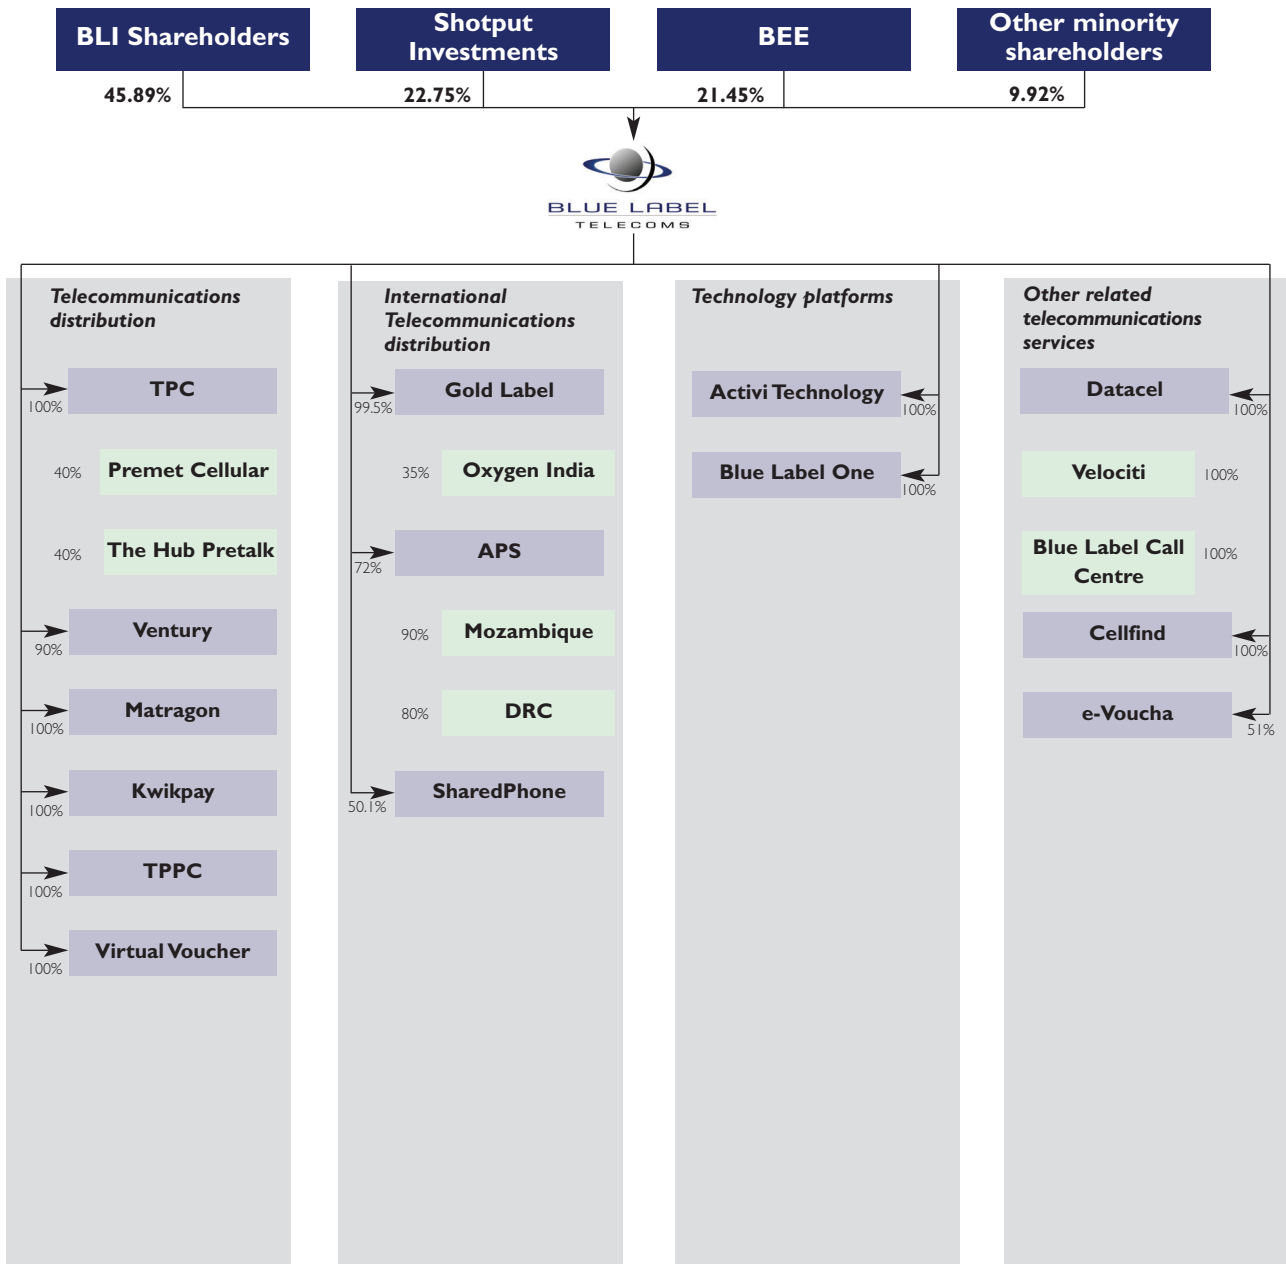 BLI Shareholders
Shotput
Investments
BEE
Other minority
shareholders
45.89%
22.75%
21.45%
9.92%
BLUE LABEL
TELECOMS
Telecommunications
distribution
TPC
100%
40%
Premet Cellular
40%
The Hub Pretalk
Ventury
90%
Matragon
100%
Kwikpay
100%
TPPC
100%
Virtual Voucher
100%
International
Telecommunications
distribution
Gold Label
99.5%
35%
Oxygen India
APS
72%
90%
Mozambique
80%
DRC
SharedPhone
50.1%
Technology platforms
Activi Technology
100%
Blue Label One
100%
Other related
telecommunications
services
Datacel
100%
Velociti
100%
Blue Label Call
Centre
100%
Cellfind
100%
e-Voucha
51%